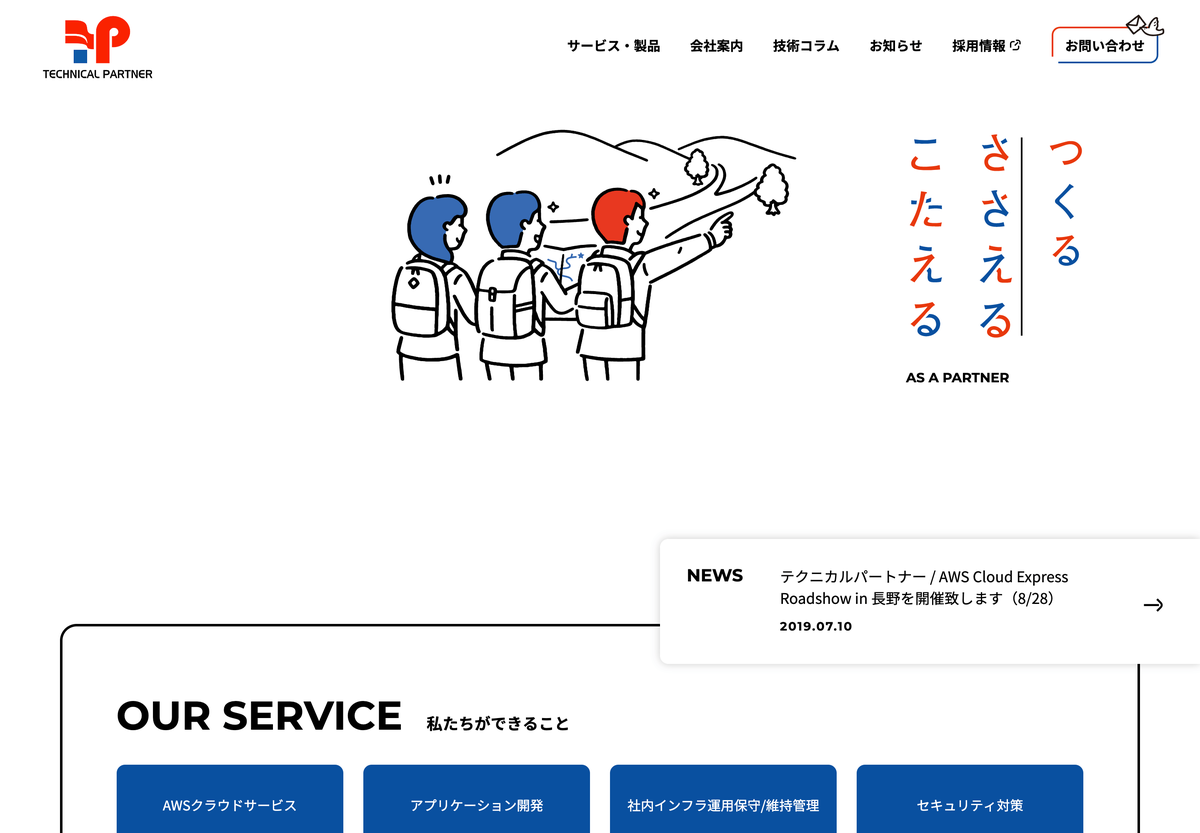 TECHNICAL PARTNER
サービス・製品
会社案内
技術コラム
お知らせ
採用情報
お問い合わせ
つくる
ささえる
こたえる
AS A PARTNER
NEWS
テクニカルパートナー / AWS Cloud Express
Roadshow in 長野を開催致します（8/28）
2019.07.10
OUR SERVICE
私たちができること
AWSクラウドサービス
アプリケーション開発
社内インフラ運用保守/維持管理
セキュリティ対策